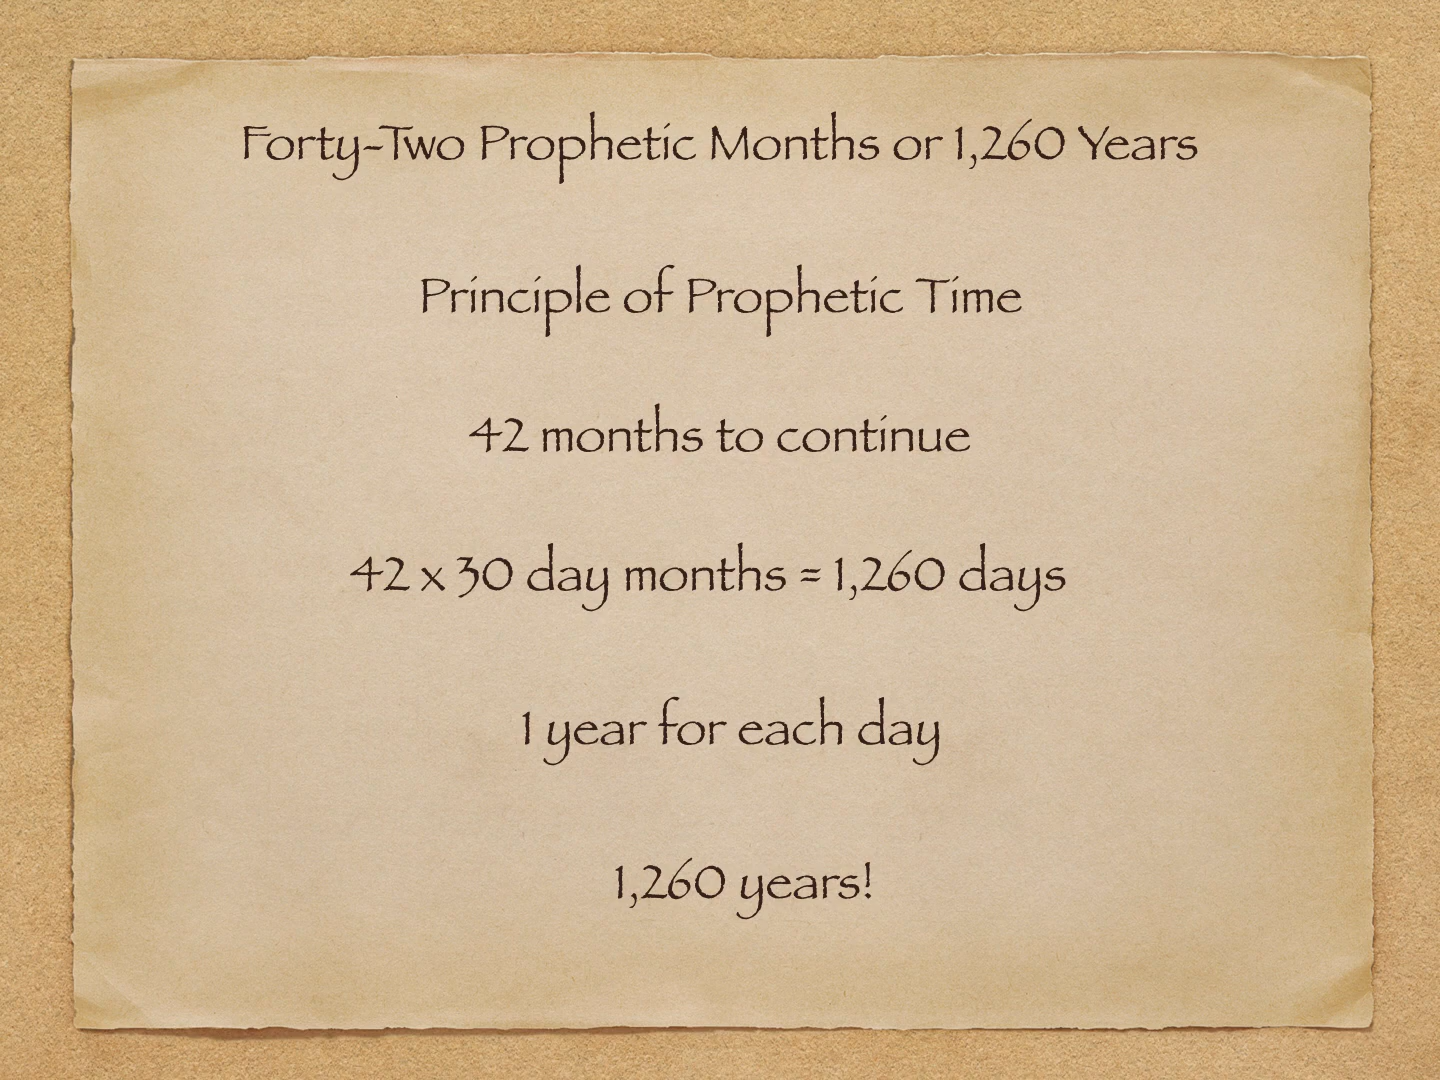 Forty-Two Prophetic Months or 1,260 Years
Principle of Prophetic Time
42 months to continue
42 x 30 day months = 1,260 days
1 year for each day
1,260 years!